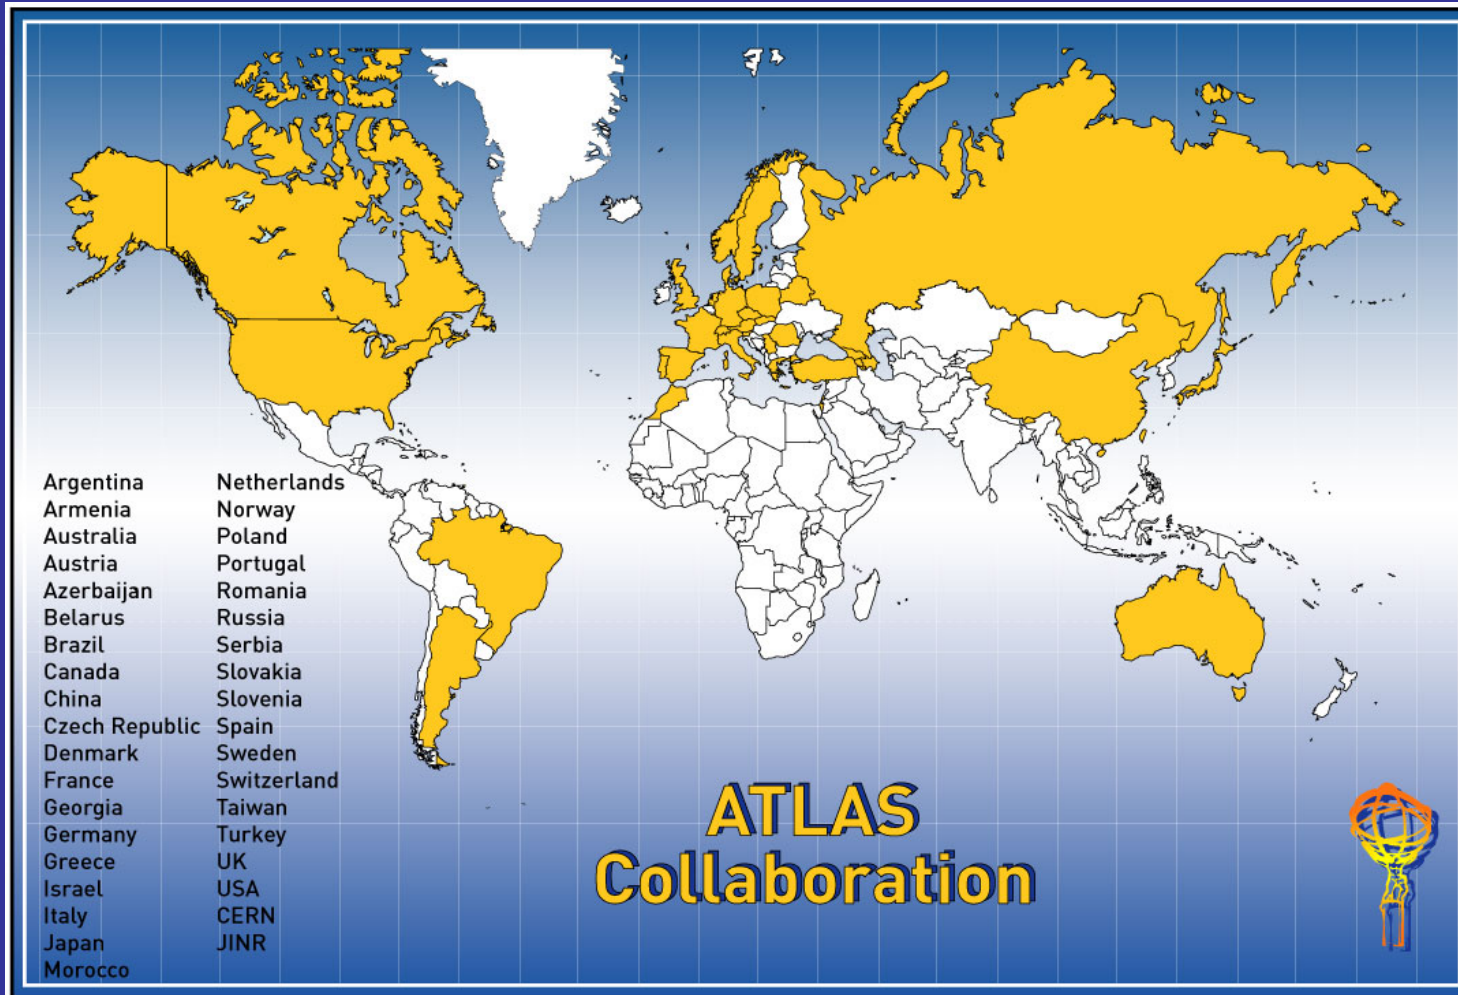 Argentina
Armenia
Australia
Austria
Azerbaijan
Belarus
Brazil
Canada
China
Czech Republic
Denmark
France
Georgia
Germany
Greece
Israel
Italy
Japan
Morocco
Netherlands
Norway
Poland
Portugal
Romania
Russia
Serbia
Slovakia
Slovenia
Spain
Sweden
Switzerland
Taiwan
Turkey
UK
USA
CERN
JINR
ATLAS
Collaboration